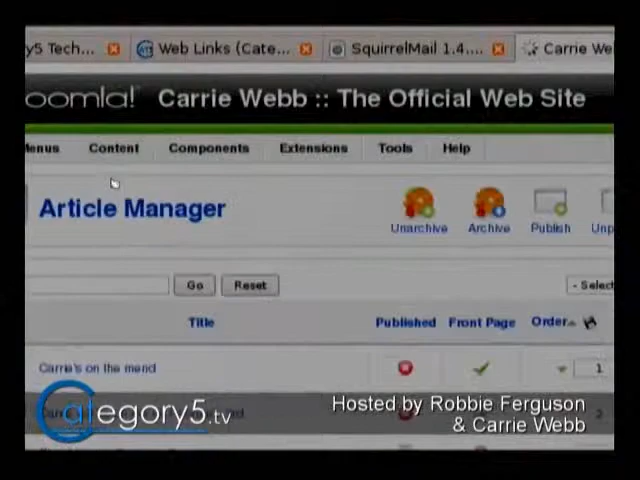 y5 Tech... Web Links (Cate... SquirrelMail 1.4.... Carrie We
oomla! Carrie Webb :: The Official Web Site
Menus Content Components Extensions Tools Help
Article Manager
Unarchive Archive Publish Unp
Go Reset - Select
Title Published Front Page Order
Carrie's on the mend 1
Category5.tv
Hosted by Robbie Ferguson
& Carrie Webb